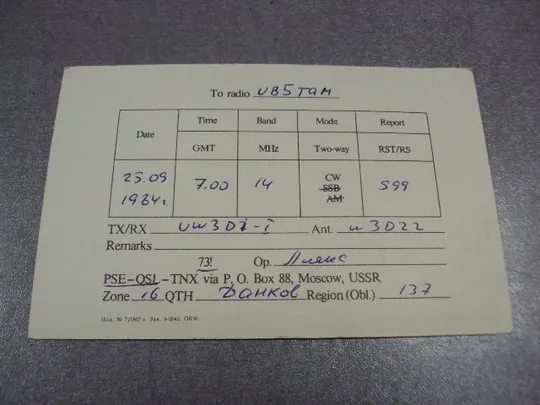 To radio UB5TAM
Date Time Band Mode Report
GMT MHz Two-way RST/RS
25.09 1984г. 7.00 14 CW SSB AM 599
TX/RX UW3DI-I Ant. W3DZZ
Remarks
73! Op.
PSE-QSL-TNX via P. O. Box 88, Moscow, USSR
Zone 16 QTH Данков Region (Obl.) 137